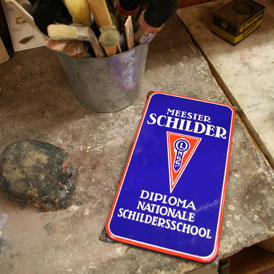 MEESTER
SCHILDER
DIPLOMA
NATIONALE
SCHILDERSSCHOOL